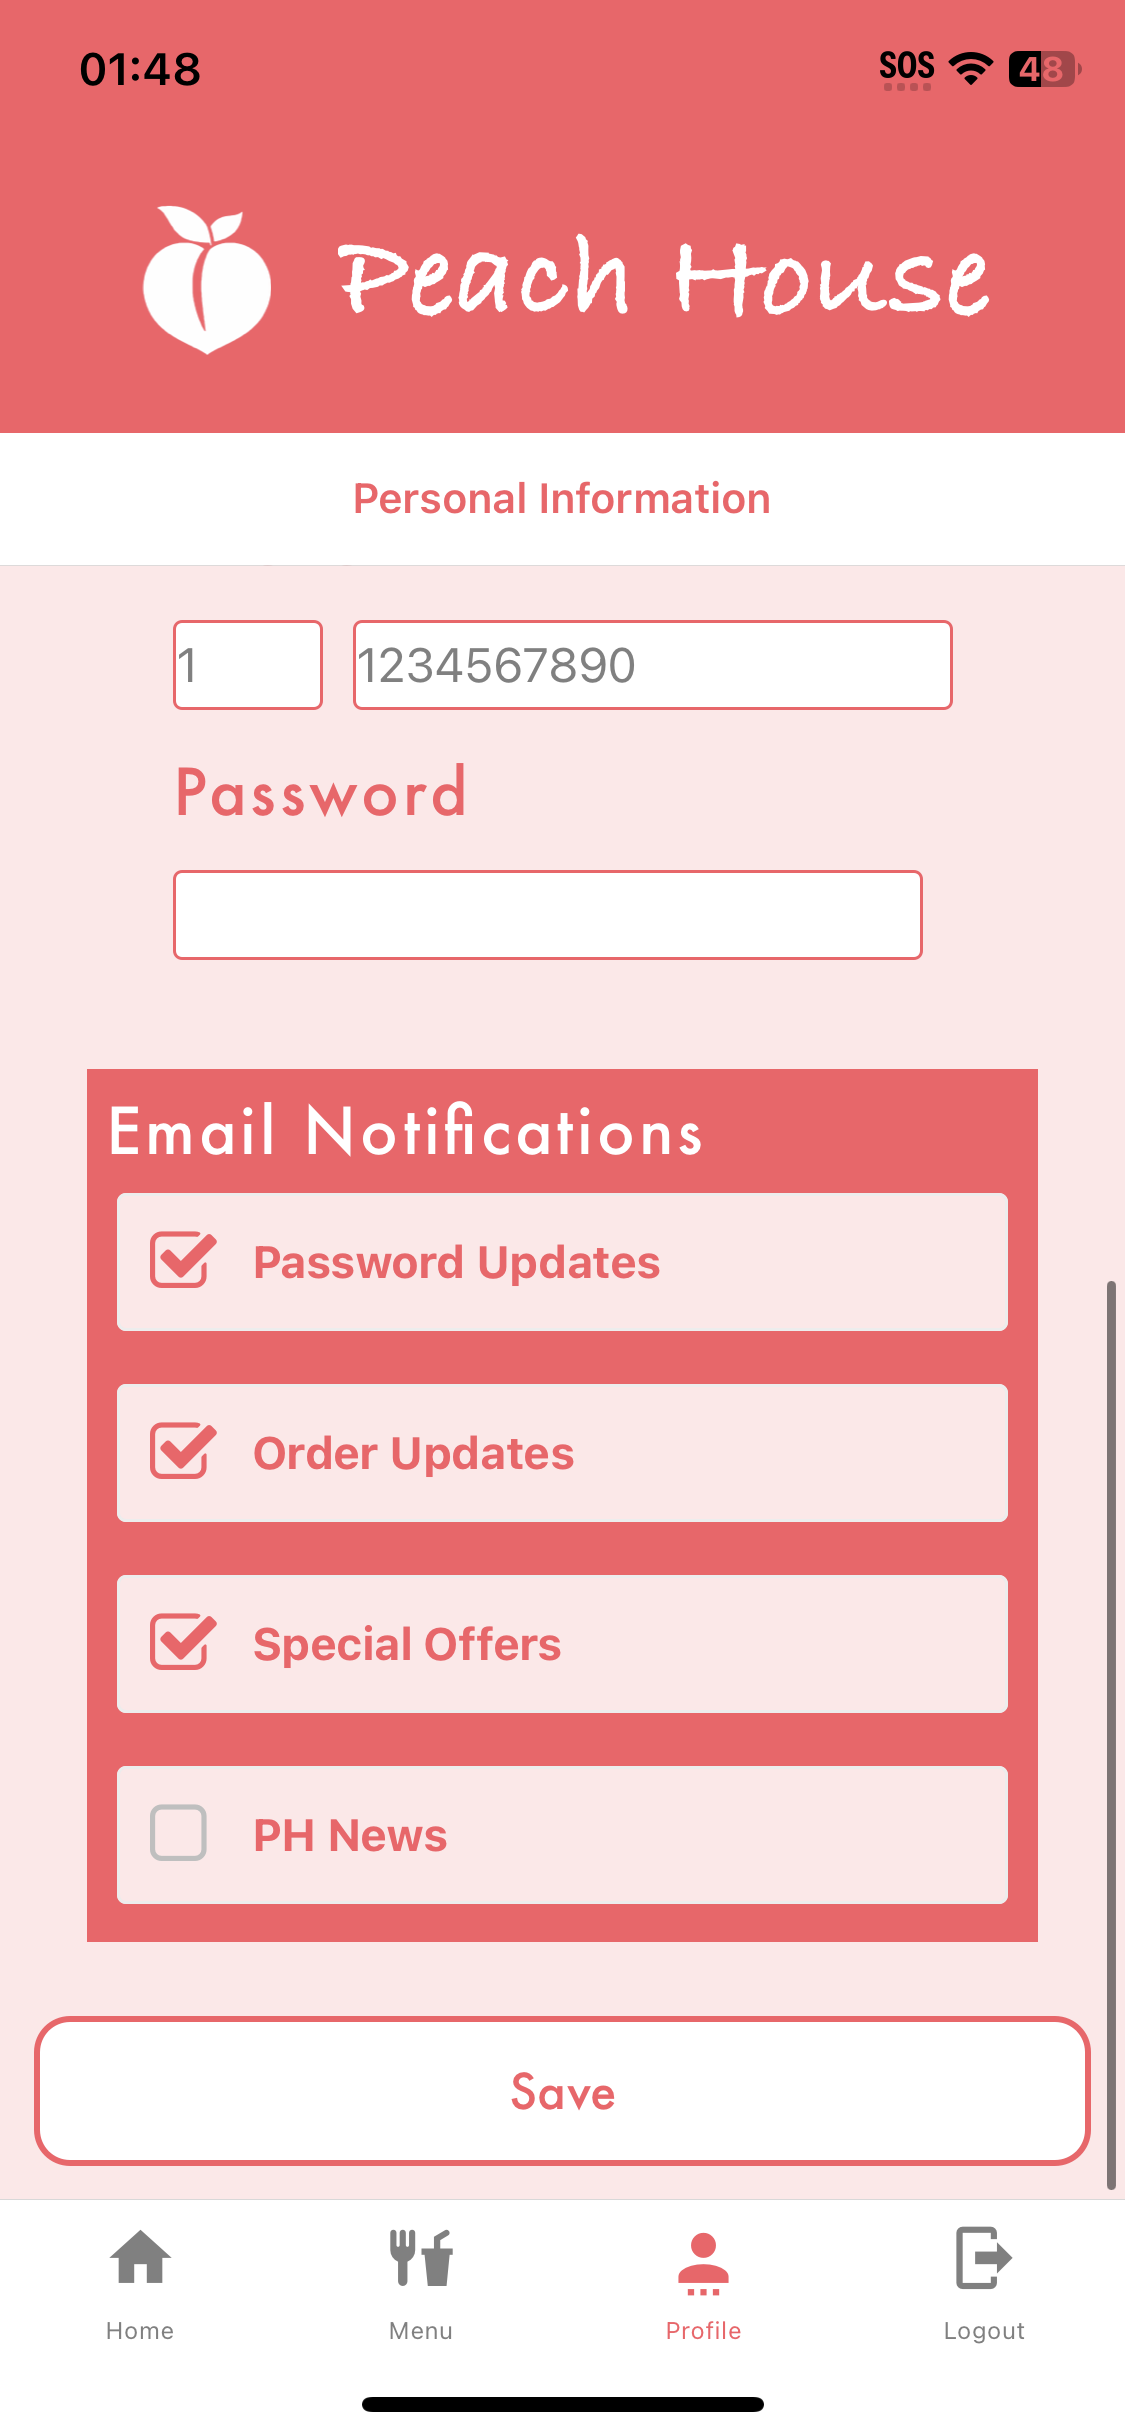 01:48 SOS 48
Peach House
Personal Information
1 1234567890
Password
Email Notifications
Password Updates
Order Updates
Special Offers
PH News
Save
Home Menu Profile Logout